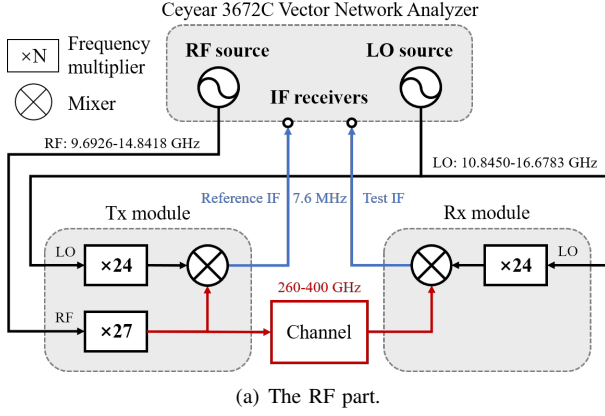 Ceyear 3672C Vector Network Analyzer
×N
Frequency
multiplier
Mixer
RF source
LO source
IF receivers
RF: 9.6926-14.8418 GHz
LO: 10.8450-16.6783 GHz
Reference IF
7.6 MHz
Test IF
Tx module
Rx module
LO
×24
×24
LO
260-400 GHz
RF
×27
Channel
(a) The RF part.